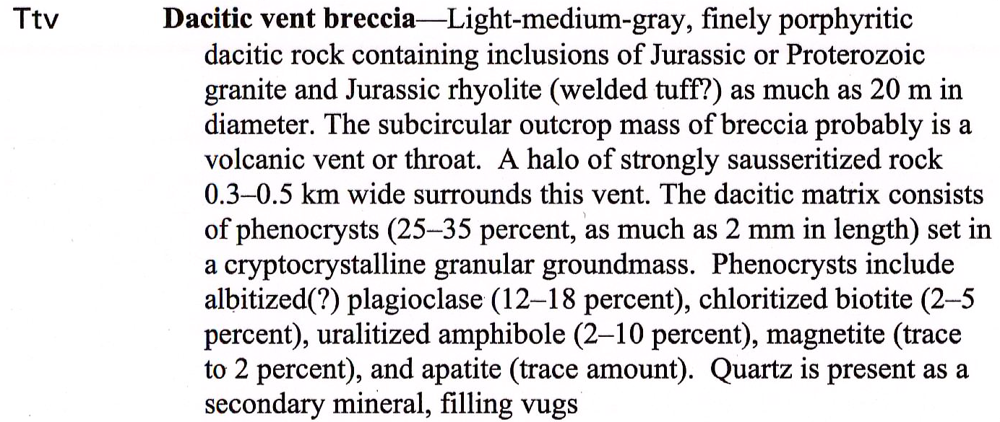 Ttv Dacitic vent breccia—Light-medium-gray, finely porphyritic
dacitic rock containing inclusions of Jurassic or Proterozoic
granite and Jurassic rhyolite (welded tuff?) as much as 20 m in
diameter. The subcircular outcrop mass of breccia probably is a
volcanic vent or throat. A halo of strongly sausseritized rock
0.3–0.5 km wide surrounds this vent. The dacitic matrix consists
of phenocrysts (25–35 percent, as much as 2 mm in length) set in
a cryptocrystalline granular groundmass. Phenocrysts include
albitized(?) plagioclase (12–18 percent), chloritized biotite (2–5
percent), uralitized amphibole (2–10 percent), magnetite (trace
to 2 percent), and apatite (trace amount). Quartz is present as a
secondary mineral, filling vugs